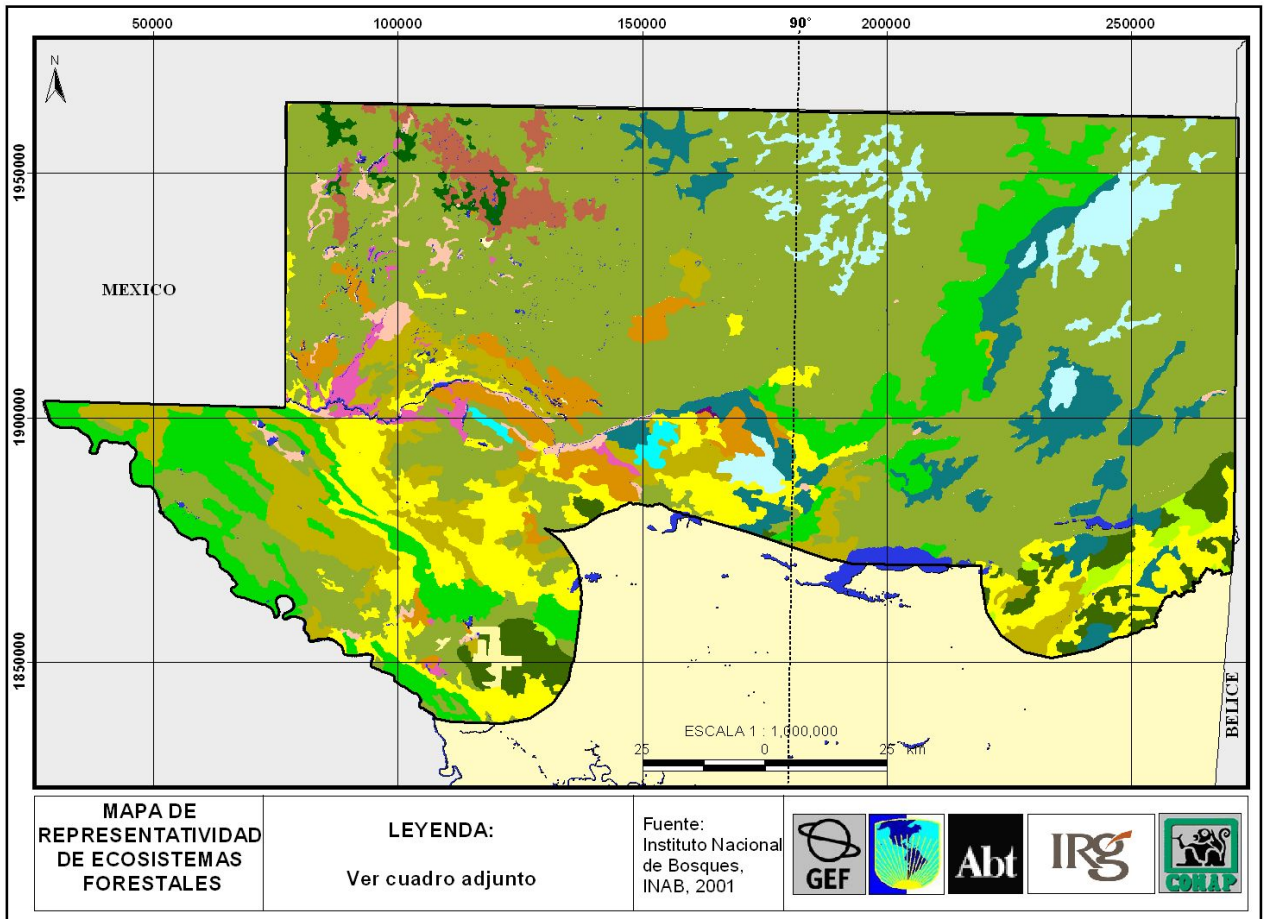 50000
100000
150000
90°
200000
250000
N
1950000
MEXICO
1900000
1850000
ESCALA 1 : 1,000,000
25
0
25 km
BELICE
MAPA DE
REPRESENTATIVIDAD
DE ECOSISTEMAS
FORESTALES
LEYENDA:
Ver cuadro adjunto
Fuente:
Instituto Nacional
de Bosques,
INAB, 2001
GEF
Abt
IRg
CONAP